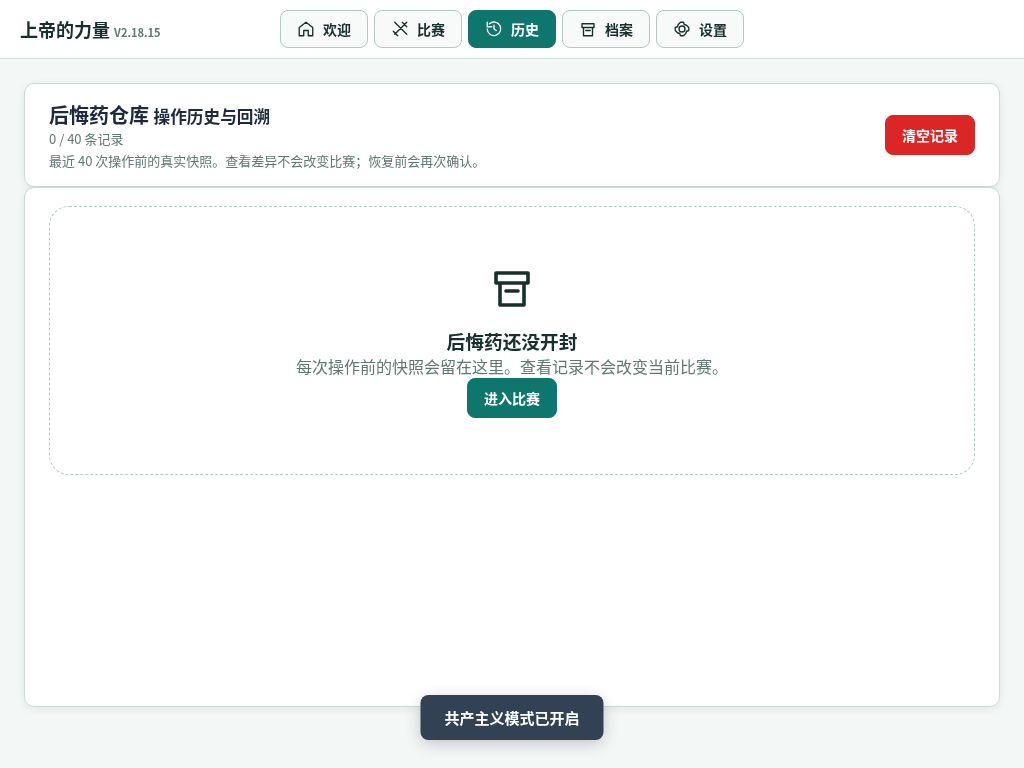 上帝的力量 V2.18.15
欢迎
比赛
历史
档案
设置
后悔药仓库 操作历史与回溯
0 / 40 条记录
最近 40 次操作前的真实快照。查看差异不会改变比赛；恢复前会再次确认。
清空记录
后悔药还没开封
每次操作前的快照会留在这里。查看记录不会改变当前比赛。
进入比赛
共产主义模式已开启